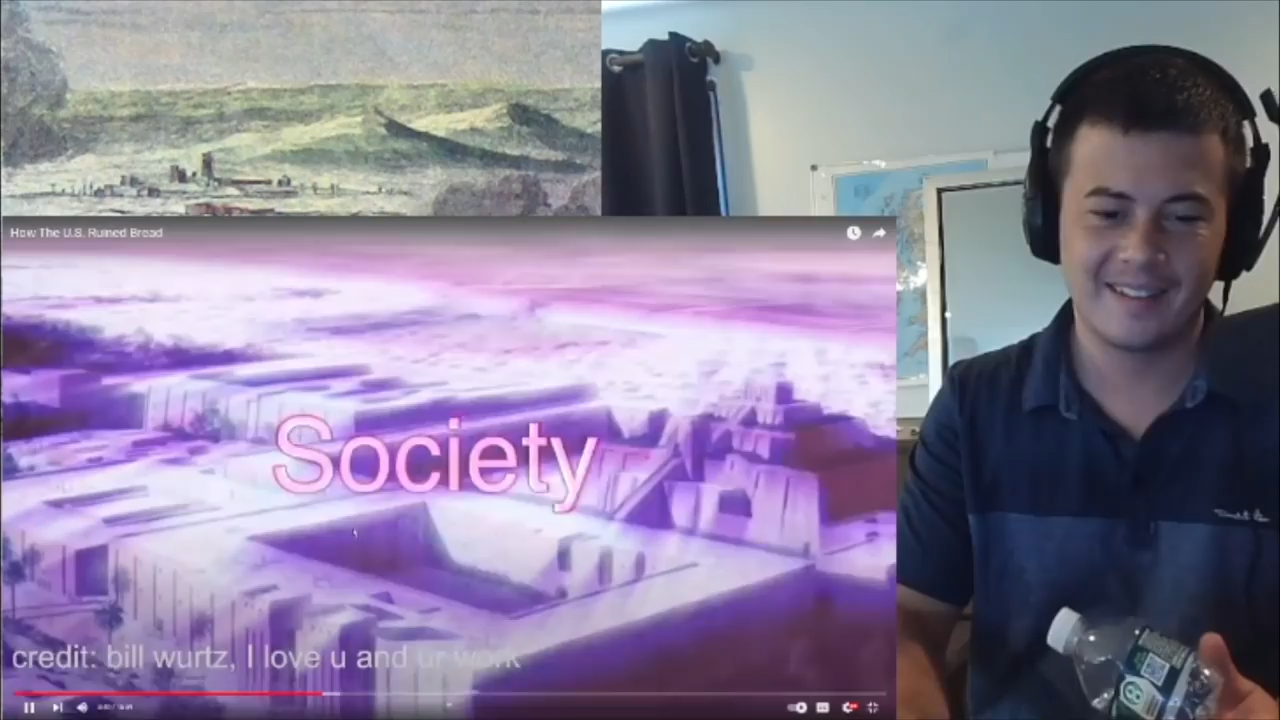 How The U.S. Ruined Bread
Society
credit: bill wurtz, I love u and ur work